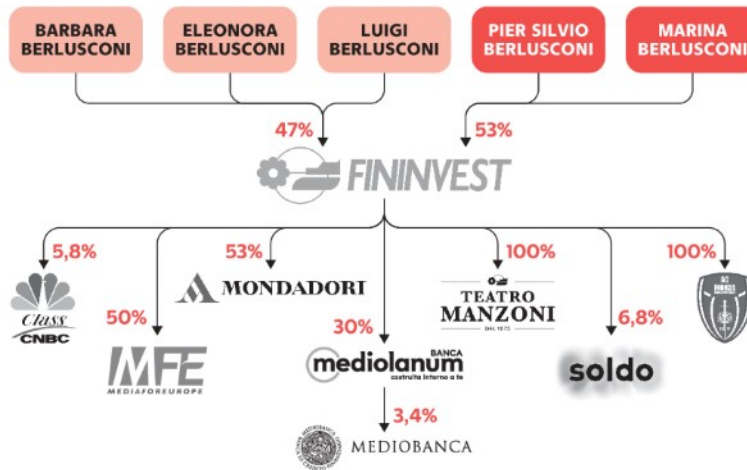 BARBARA
BERLUSCONI
ELEONORA
BERLUSCONI
LUIGI
BERLUSCONI
PIER SILVIO
BERLUSCONI
MARINA
BERLUSCONI
47%
53%
FININVEST
5,8%
Class
CNBC
50%
MFE
MEDIAFOREUROPE
53%
MONDADORI
30%
BANCA
mediolanum
costruita intorno a te
3,4%
MEDIOBANCA
100%
TEATRO
MANZONI
DAL 1872
6,8%
soldo
100%